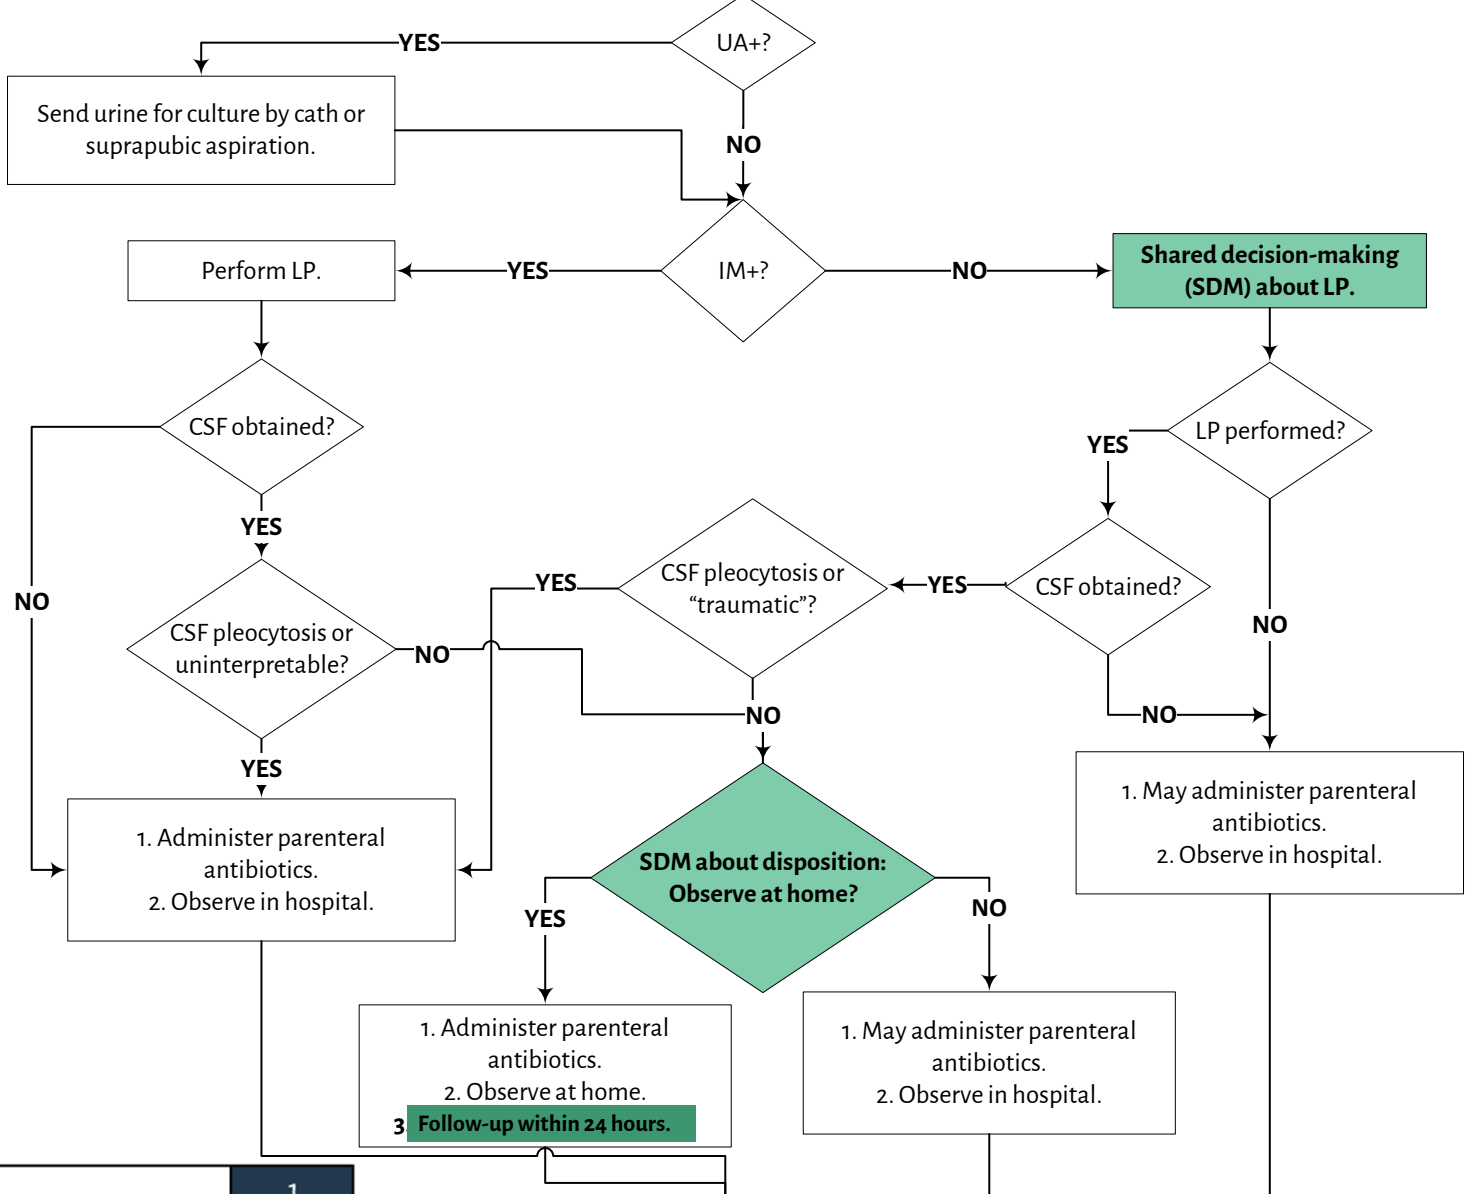 UA+?
YES
Send urine for culture by cath or
suprapubic aspiration.
NO
IM+?
YES
Perform LP.
NO
Shared decision-making
(SDM) about LP.
CSF obtained?
LP performed?
YES
YES
NO
CSF pleocytosis or
“traumatic”?
YES
YES
CSF obtained?
NO
NO
CSF pleocytosis or
uninterpretable?
NO
NO
NO
YES
1. Administer parenteral
antibiotics.
2. Observe in hospital.
SDM about disposition:
Observe at home?
1. May administer parenteral
antibiotics.
2. Observe in hospital.
YES
NO
1. Administer parenteral
antibiotics.
2. Observe at home.
3. Follow-up within 24 hours.
1. May administer parenteral
antibiotics.
2. Observe in hospital.
1